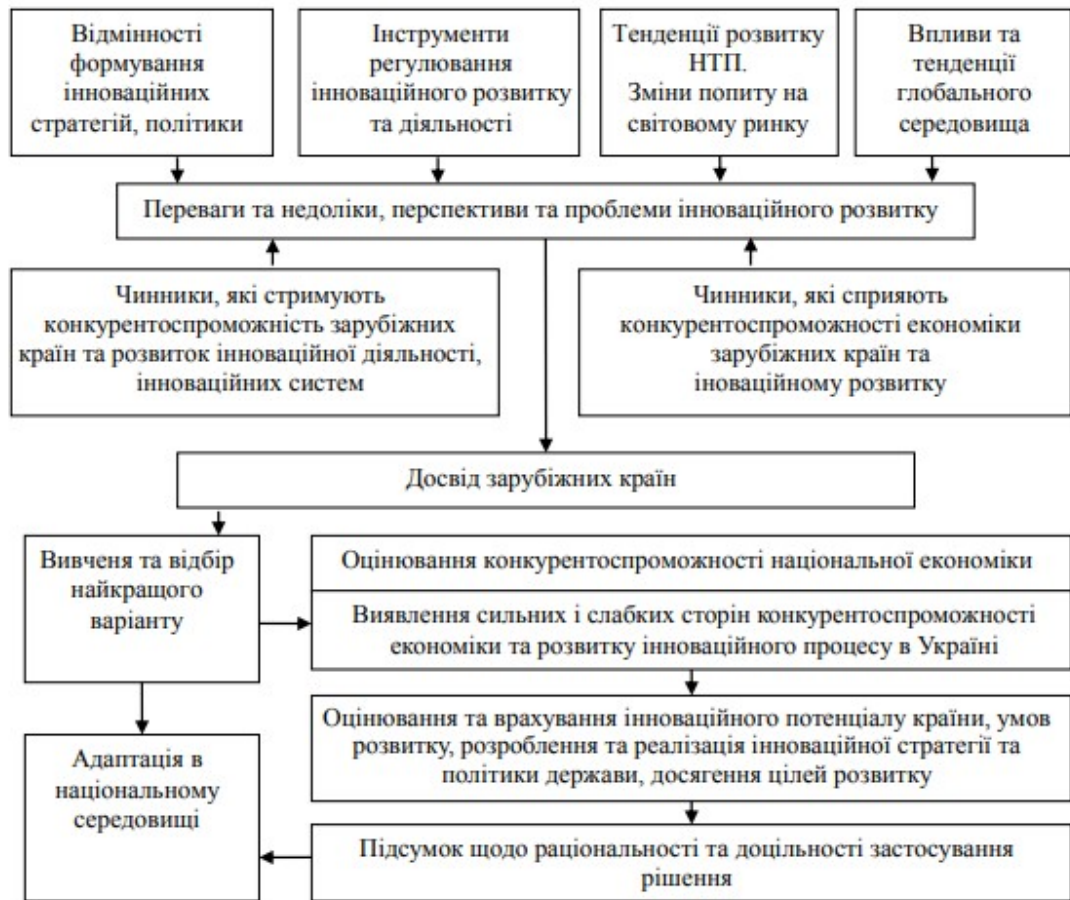 Відмінності
формування
інноваційних
стратегій, політики
Інструменти
регулювання
інноваційного розвитку
та діяльності
Тенденції розвитку
НТП.
Зміни попиту на
світовому ринку
Впливи та
тенденції
глобального
середовища
Переваги та недоліки, перспективи та проблеми інноваційного розвитку
Чинники, які стримують
конкурентоспроможність зарубіжних
країн та розвиток інноваційної діяльності,
інноваційних систем
Чинники, які сприяють
конкурентоспроможності економіки
зарубіжних країн та
іноваційному розвитку
Досвід зарубіжних країн
Вивченя та відбір
найкращого
варіанту
Оцінювання конкурентоспроможності національної економіки
Виявлення сильних і слабких сторін конкурентоспроможності
економіки та розвитку інноваційного процесу в Україні
Оцінювання та врахування інноваційного потенціалу країни, умов
розвитку, розроблення та реалізація інноваційної стратегії та
політики держави, досягнення цілей розвитку
Адаптація в
національному
середовищі
Підсумок щодо раціональності та доцільності застосування
рішення